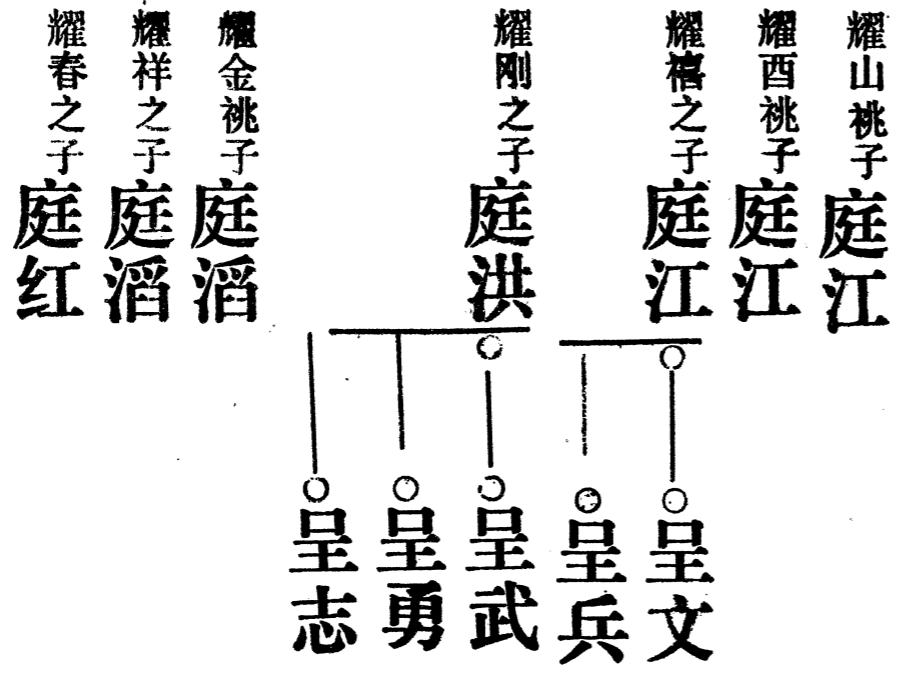 耀山祧子
庭江
耀酉祧子
庭江
耀禧之子
庭江
耀刚之子
庭洪
耀金祧子
庭滔
耀祥之子
庭滔
耀春之子
庭红
呈文
呈兵
呈武
呈勇
呈志